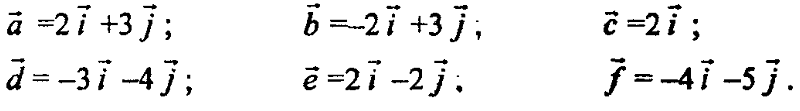 a⃗ =2 i⃗ +3 j⃗ ; b⃗ =–2 i⃗ +3 j⃗ ; c⃗ =2 i⃗ ;
d⃗ = –3 i⃗ –4 j⃗ ; e⃗ =2 i⃗ –2 j⃗ ; f⃗ = –4 i⃗ –5 j⃗ .